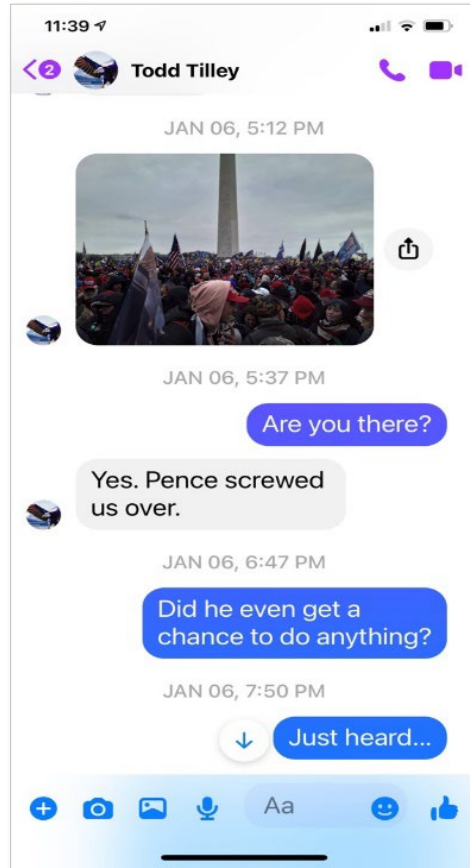 11:39
2
Todd Tilley
JAN 06, 5:12 PM
JAN 06, 5:37 PM
Are you there?
Yes. Pence screwed
us over.
JAN 06, 6:47 PM
Did he even get a
chance to do anything?
JAN 06, 7:50 PM
Just heard...
Aa